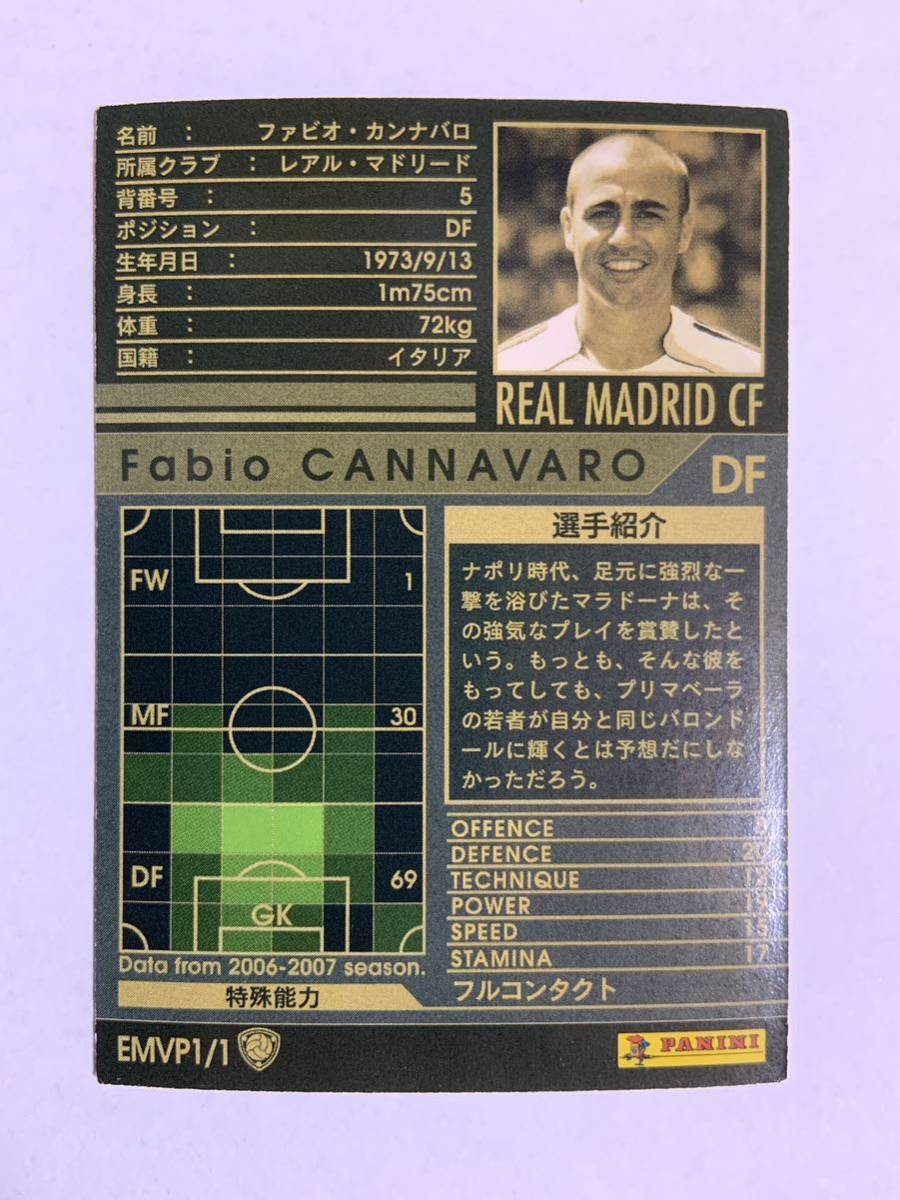 名前 : ファビオ・カンナバロ
所属クラブ : レアル・マドリード
背番号 : 5
ポジション : DF
生年月日 : 1973/9/13
身長 : 1m75cm
体重 : 72kg
国籍 : イタリア
REAL MADRID CF
Fabio CANNAVARO
DF
FW 1
MF 30
DF 69
GK
Data from 2006-2007 season.
選手紹介
ナポリ時代、足元に強烈な一
撃を浴びたマラドーナは、そ
の強気なプレイを賞賛したと
いう。もっとも、そんな彼を
もってしても、プリマベーラ
の若者が自分と同じバロンド
ールに輝くとは予想だにしな
かっただろう。
OFFENCE
DEFENCE 20
TECHNIQUE
POWER
SPEED 15
STAMINA 17
特殊能力 フルコンタクト
EMVP1/1
PANINI